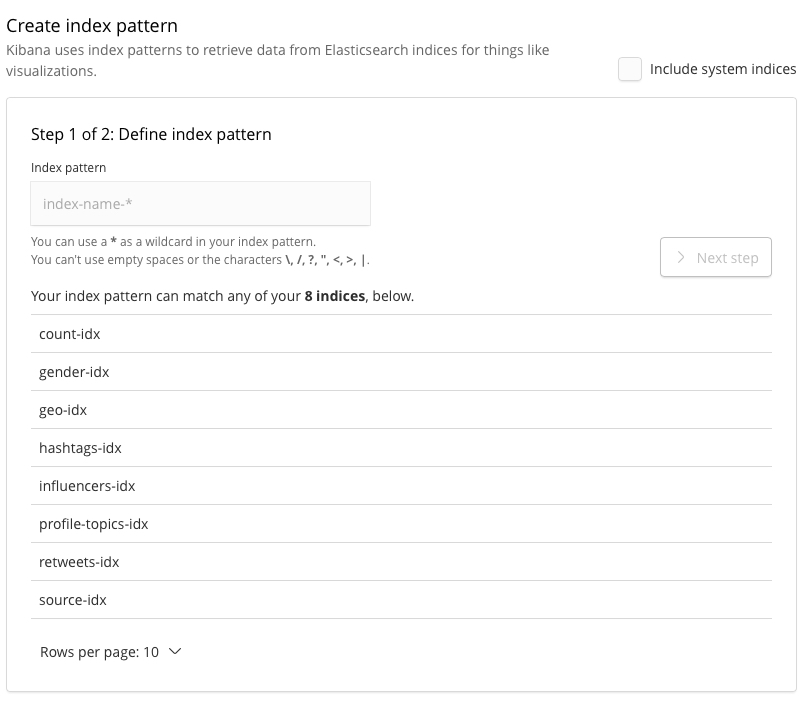 Create index pattern
Kibana uses index patterns to retrieve data from Elasticsearch indices for things like
visualizations.
Include system indices
Step 1 of 2: Define index pattern
Index pattern
index-name-*
You can use a * as a wildcard in your index pattern.
You can't use empty spaces or the characters \, /, ?, ", <, >, |.
Next step
Your index pattern can match any of your 8 indices, below.
count-idx
gender-idx
geo-idx
hashtags-idx
influencers-idx
profile-topics-idx
retweets-idx
source-idx
Rows per page: 10